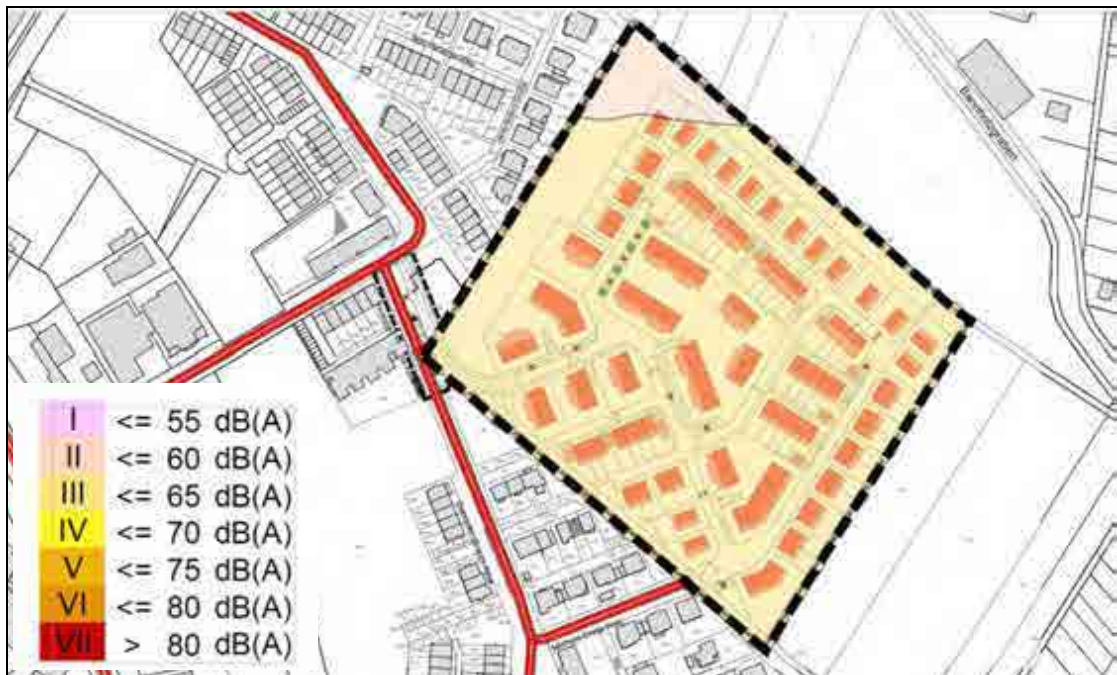 I <= 55 dB(A)
II <= 60 dB(A)
III <= 65 dB(A)
IV <= 70 dB(A)
V <= 75 dB(A)
VI <= 80 dB(A)
VII > 80 dB(A)